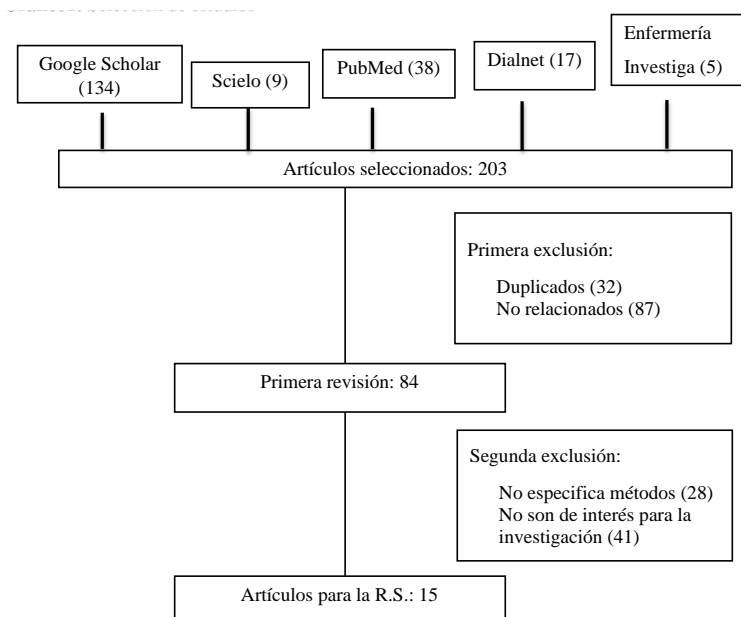 Google Scholar
(134)
Scielo (9)
PubMed (38)
Dialnet (17)
Enfermería
Investiga (5)
Artículos seleccionados: 203
Primera exclusión:
Duplicados (32)
No relacionados (87)
Primera revisión: 84
Segunda exclusión:
No especifica métodos (28)
No son de interés para la
investigación (41)
Artículos para la R.S.: 15